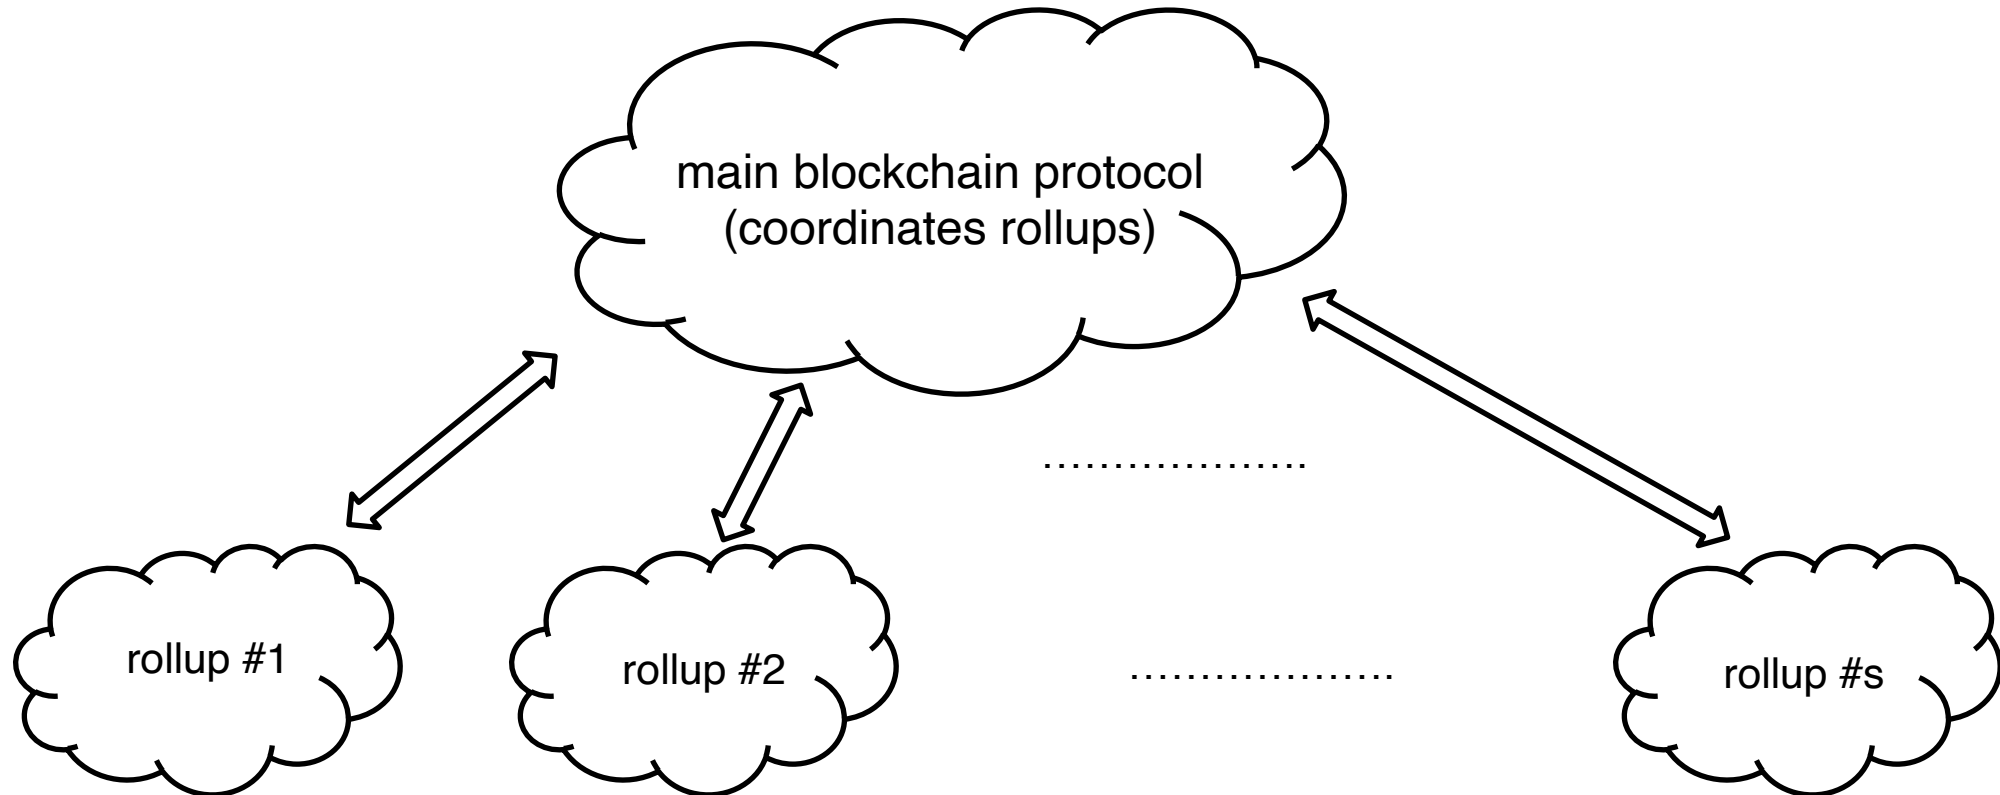 main blockchain protocol
(coordinates rollups)
...................
rollup #1
rollup #2
...................
rollup #s